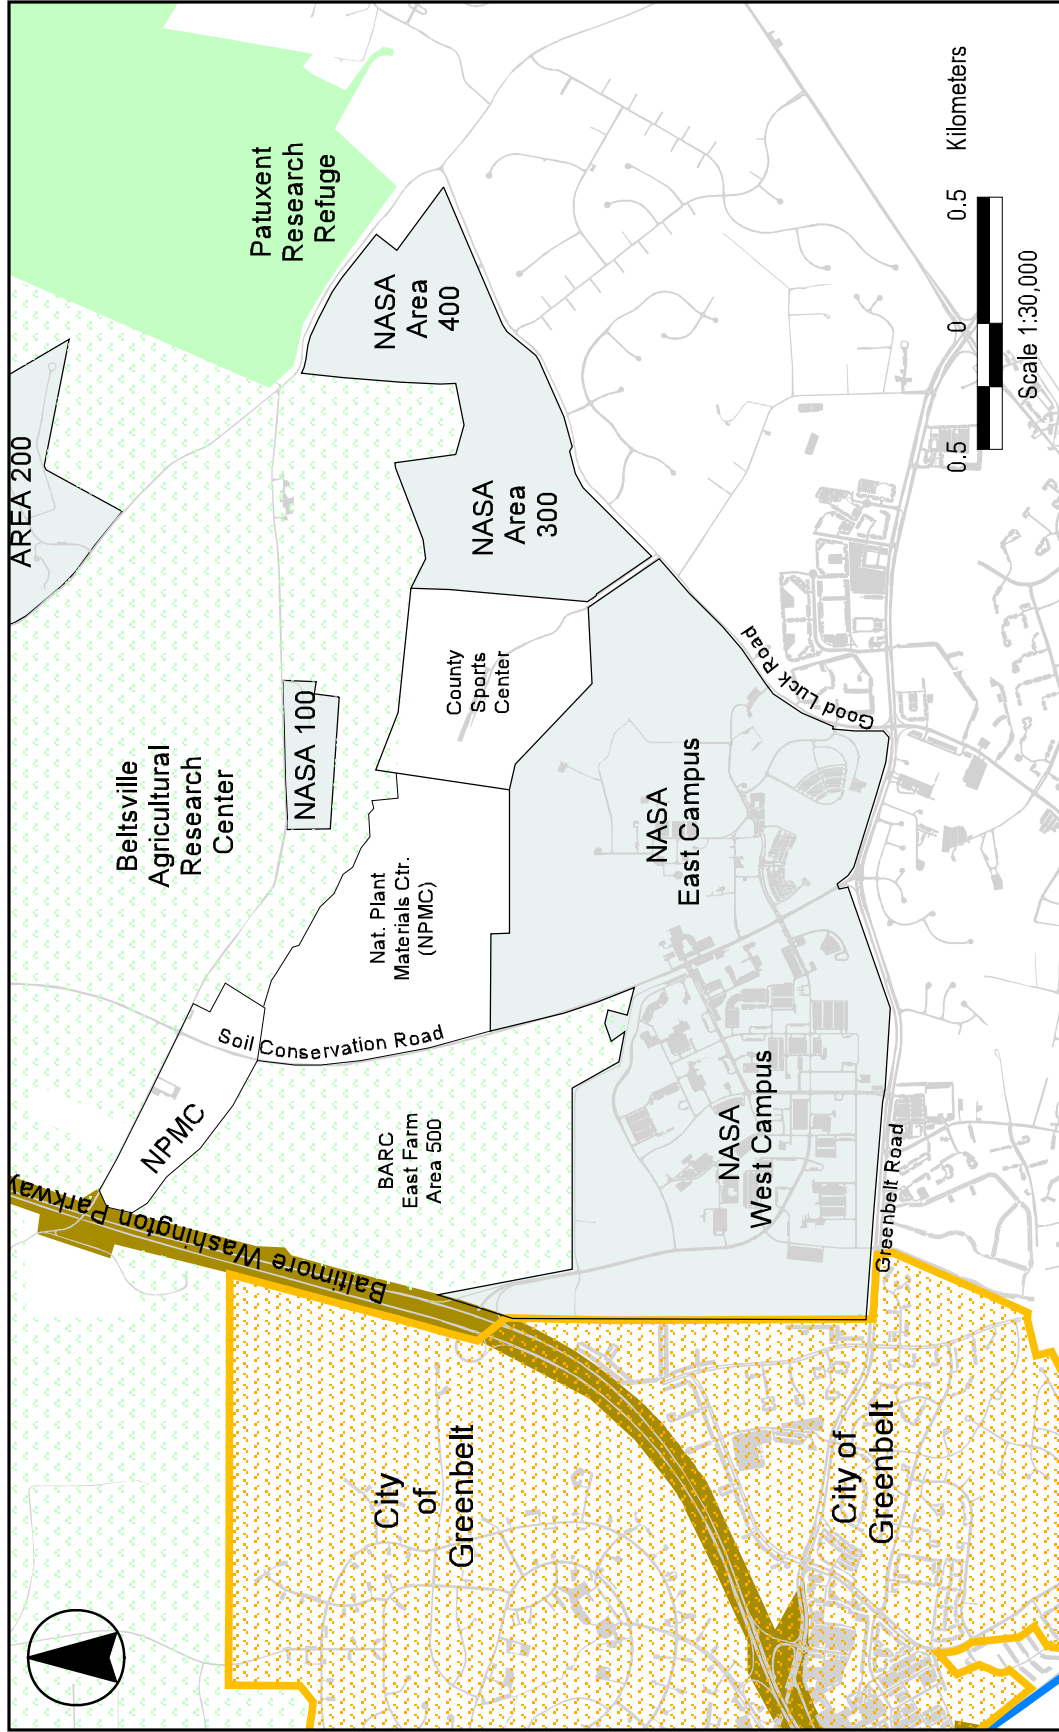 AREA 200
Patuxent
Research
Refuge
NASA
Area
400
NASA
Area
300
Beltsville
Agricultural
Research
Center
NASA 100
County
Sports
Center
Nat. Plant
Materials Ctr.
(NPMC)
Soil Conservation Road
NPMC
Baltimore Washington Parkway
BARC
East Farm
Area 500
NASA
East Campus
NASA
West Campus
Good Luck Road
Greenbelt Road
City
of
Greenbelt
City of
Greenbelt
0.5 0 0.5 Kilometers
Scale 1:30,000